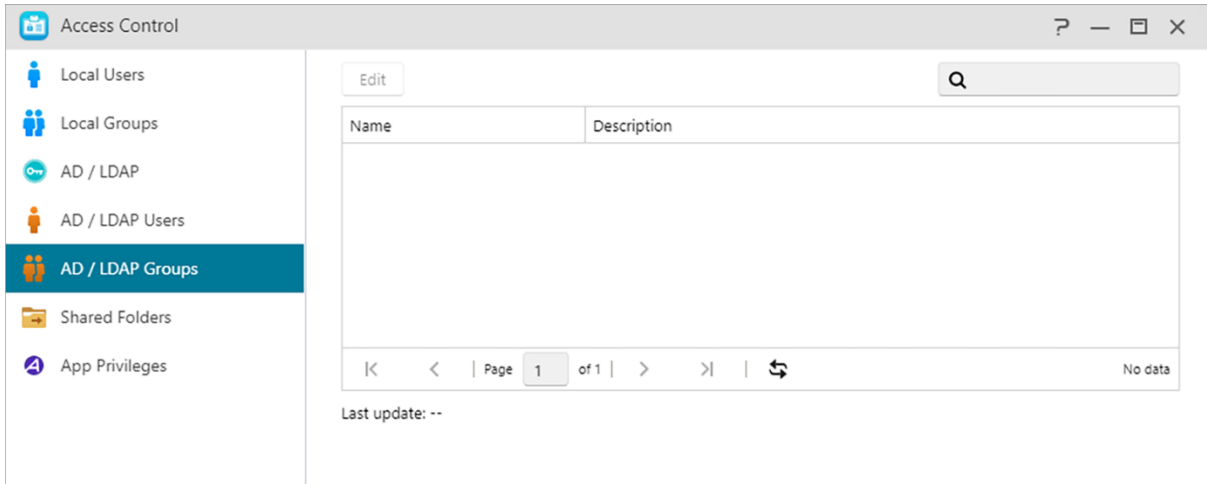 Access Control
Local Users
Local Groups
AD / LDAP
AD / LDAP Users
AD / LDAP Groups
Shared Folders
App Privileges
Edit
Name Description
Page 1 of 1 No data
Last update: --